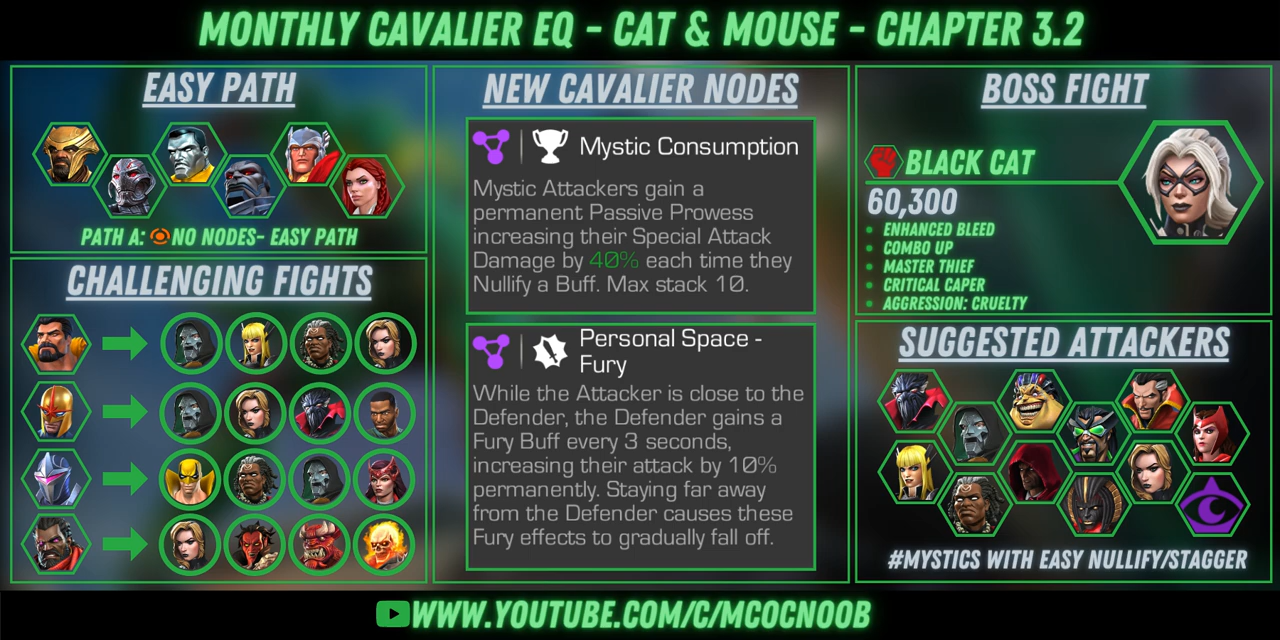 MONTHLY CAVALIER EQ - CAT & MOUSE - CHAPTER 3.2
EASY PATH
PATH A: NO NODES- EASY PATH
CHALLENGING FIGHTS
NEW CAVALIER NODES
Mystic Consumption
Mystic Attackers gain a
permanent Passive Prowess
increasing their Special Attack
Damage by 40% each time they
Nullify a Buff. Max stack 10.
Personal Space -
Fury
While the Attacker is close to the
Defender, the Defender gains a
Fury Buff every 3 seconds,
increasing their attack by 10%
permanently. Staying far away
from the Defender causes these
Fury effects to gradually fall off.
BOSS FIGHT
BLACK CAT
60,300
• ENHANCED BLEED
• COMBO UP
• MASTER THIEF
• CRITICAL CAPER
• AGGRESSION: CRUELTY
SUGGESTED ATTACKERS
#MYSTICS WITH EASY NULLIFY/STAGGER
WWW.YOUTUBE.COM/C/MCOCNOOB